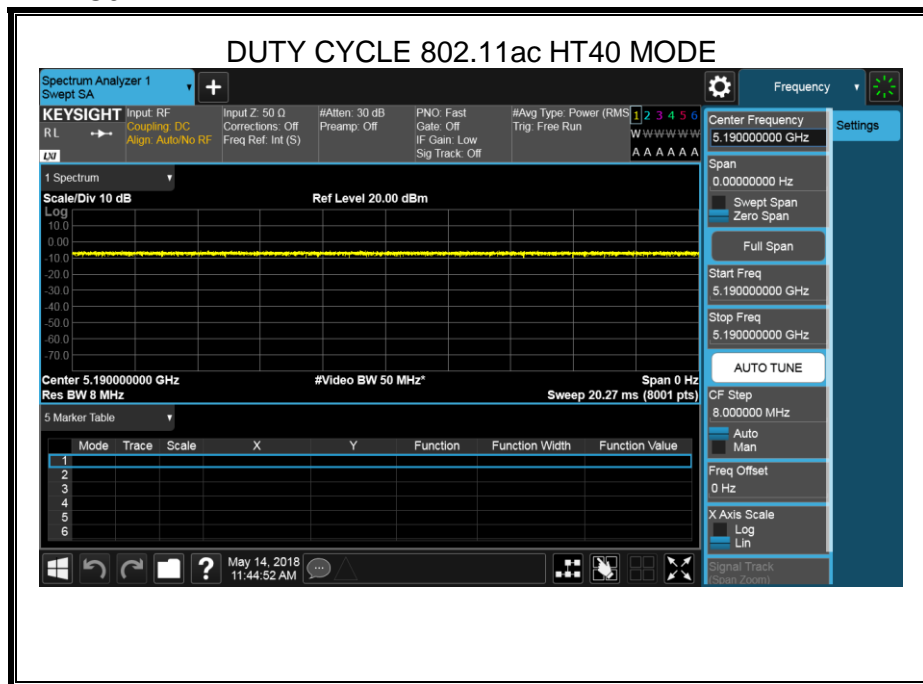 DUTY CYCLE 802.11ac HT40 MODE
Spectrum Analyzer 1
Swept SA
+
Frequency
KEYSIGHT
RL
LXI
Input: RF
Coupling: DC
Align: Auto/No RF
Input Z: 50 Ω
Corrections: Off
Freq Ref: Int (S)
#Atten: 30 dB
Preamp: Off
PNO: Fast
Gate: Off
IF Gain: Low
Sig Track: Off
#Avg Type: Power (RMS
Trig: Free Run
1 2 3 4 5 6
W W W W W W
A A A A A A
1 Spectrum
Scale/Div 10 dB
Ref Level 20.00 dBm
Log
10.0
0.00
-10.0
-20.0
-30.0
-40.0
-50.0
-60.0
-70.0
Center 5.190000000 GHz
#Video BW 50 MHz*
Span 0 Hz
Res BW 8 MHz
Sweep 20.27 ms (8001 pts)
5 Marker Table
Mode Trace Scale X Y Function Function Width Function Value
1
2
3
4
5
6
?
May 14, 2018
11:44:52 AM
Center Frequency
5.190000000 GHz
Settings
Span
0.00000000 Hz
Swept Span
Zero Span
Full Span
Start Freq
5.190000000 GHz
Stop Freq
5.190000000 GHz
AUTO TUNE
CF Step
8.000000 MHz
Auto
Man
Freq Offset
0 Hz
X Axis Scale
Log
Lin
Signal Track
(Span Zoom)